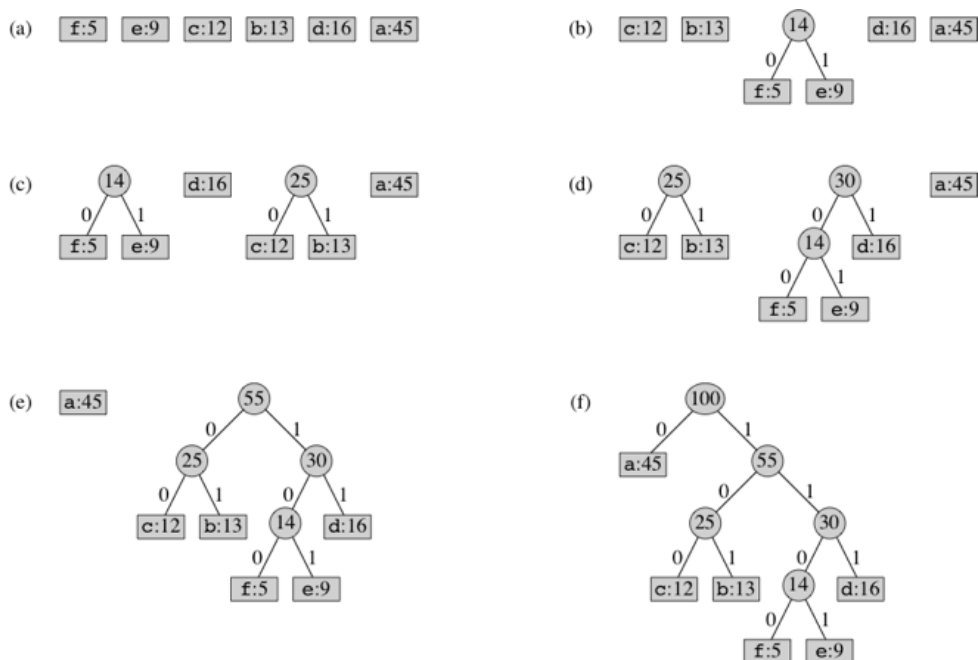 (a) f:5 e:9 c:12 b:13 d:16 a:45
(b) c:12 b:13 14 d:16 a:45
0 1
f:5 e:9
(c) 14 d:16 25 a:45
0 1 0 1
f:5 e:9 c:12 b:13
(d) 25 30 a:45
0 1 0 1
c:12 b:13 14 d:16
0 1
f:5 e:9
(e) a:45 55
0 1
25 30
0 1 0 1
c:12 b:13 14 d:16
0 1
f:5 e:9
(f) 100
0 1
a:45 55
0 1
25 30
0 1 0 1
c:12 b:13 14 d:16
0 1
f:5 e:9